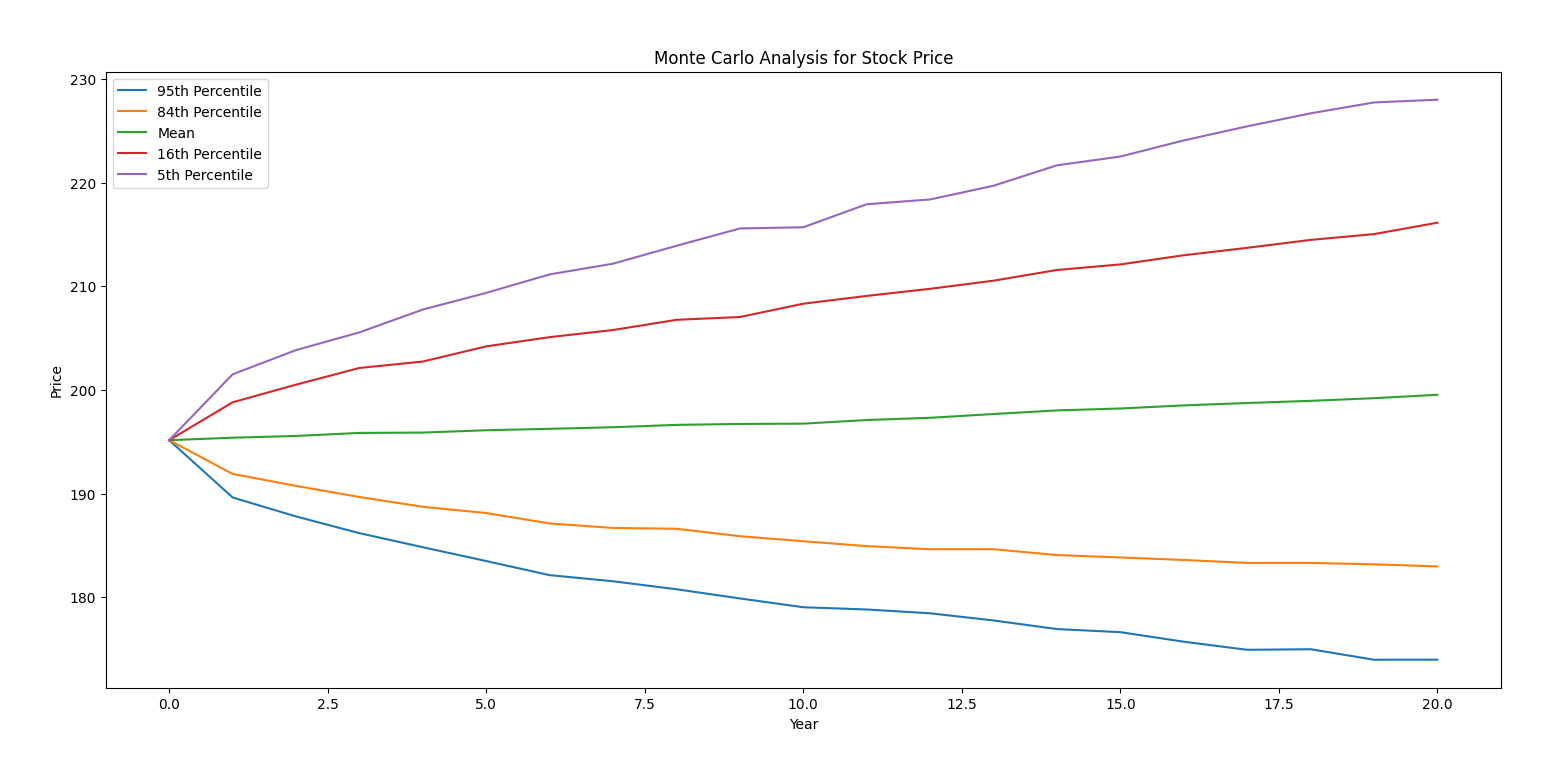 Monte Carlo Analysis for Stock Price
230
220
210
200
190
180
Price
95th Percentile
84th Percentile
Mean
16th Percentile
5th Percentile
0.0 2.5 5.0 7.5 10.0 12.5 15.0 17.5 20.0
Year